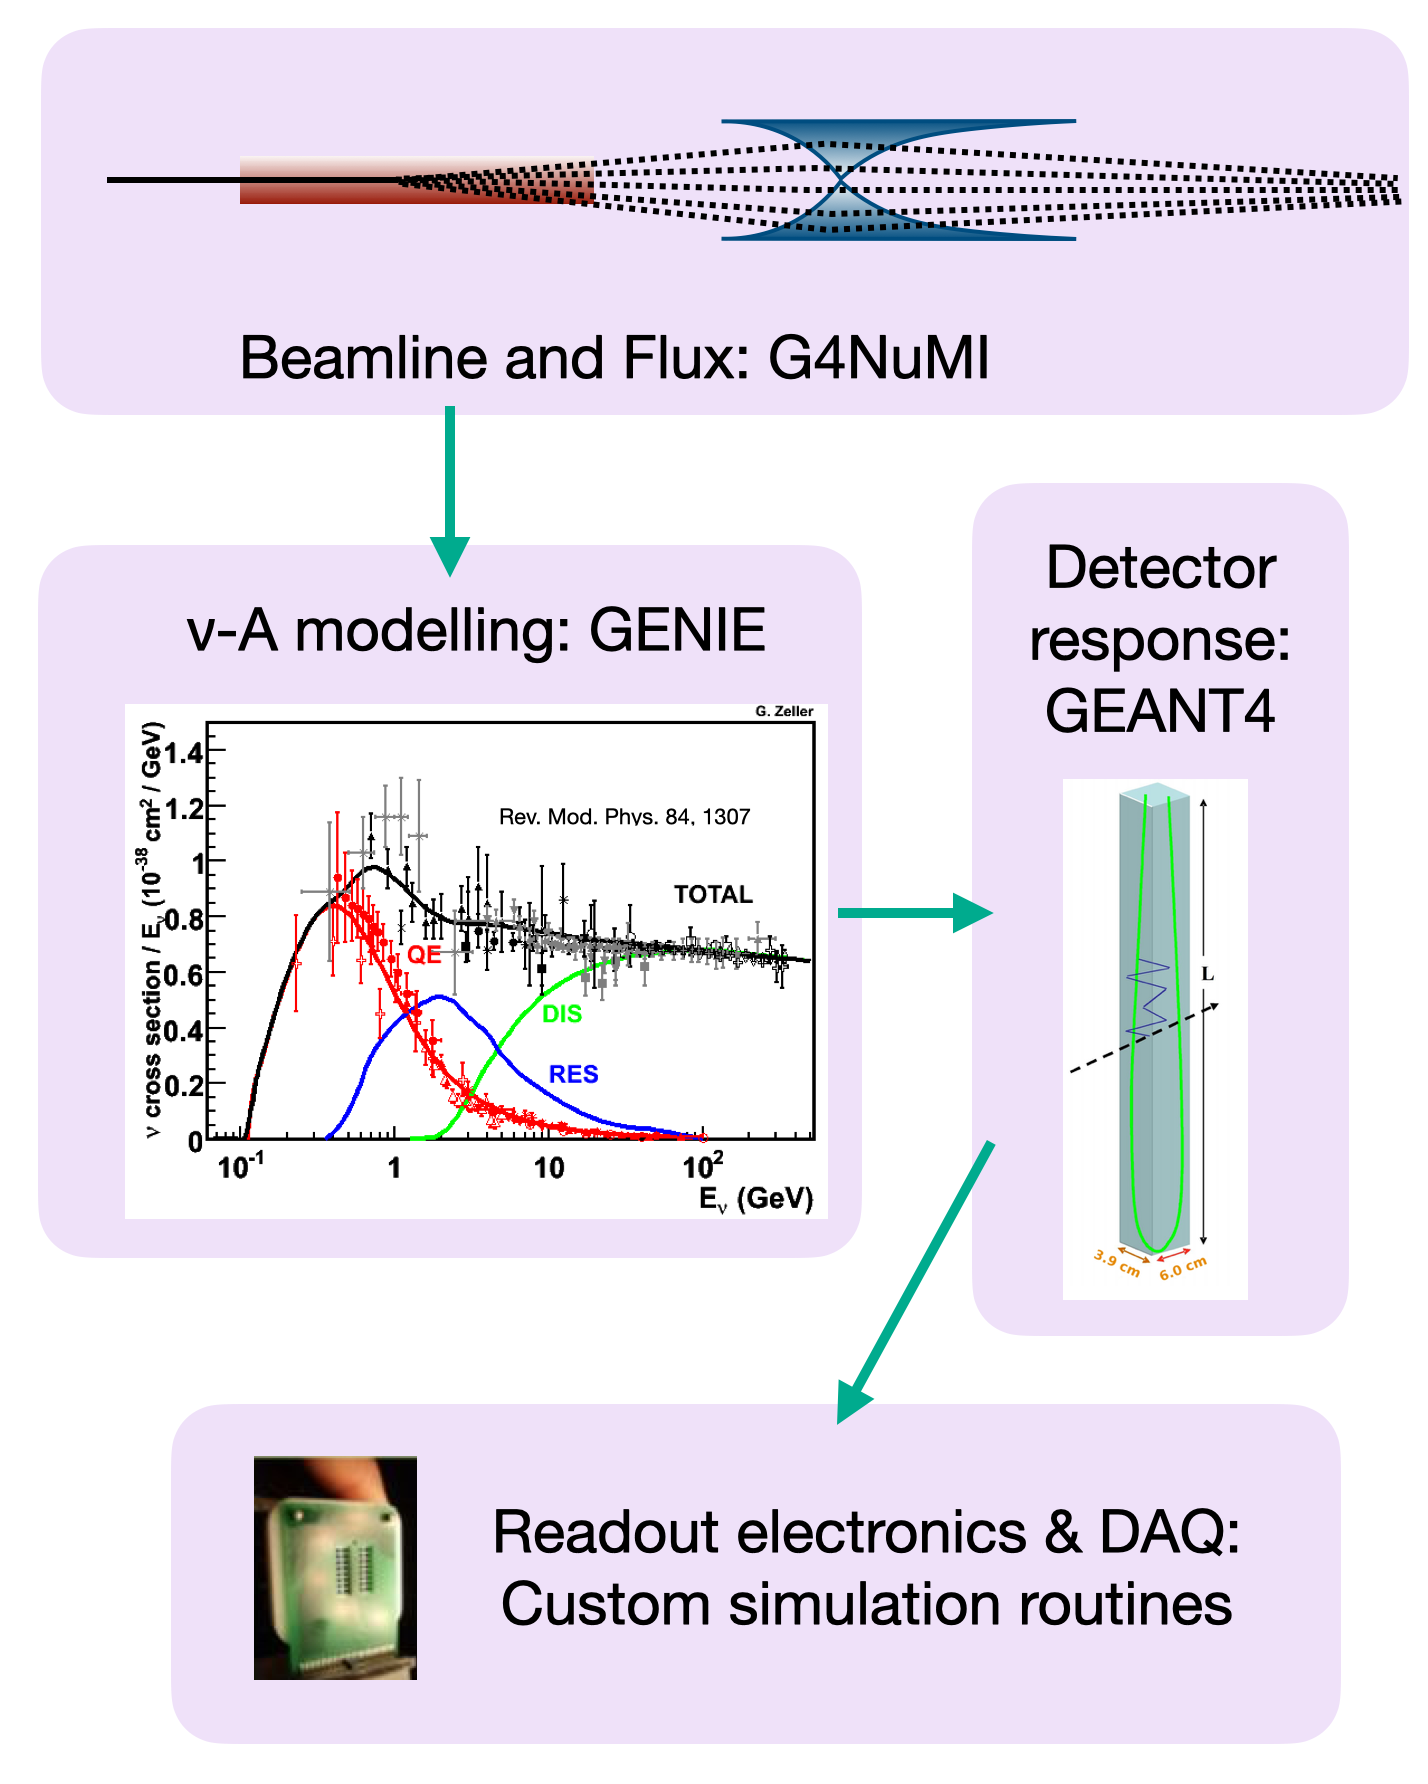 Beamline and Flux: G4NuMI
ν-A modelling: GENIE
G. Zeller
ν cross section / Eν (10⁻³⁸ cm² / GeV)
1.4
1.2
1
0.8
0.6
0.4
0.2
0
Rev. Mod. Phys. 84, 1307
TOTAL
QE
DIS
RES
10⁻¹ 1 10 10²
Eν (GeV)
Detector
response:
GEANT4
L
3.9 cm 6.0 cm
Readout electronics & DAQ:
Custom simulation routines